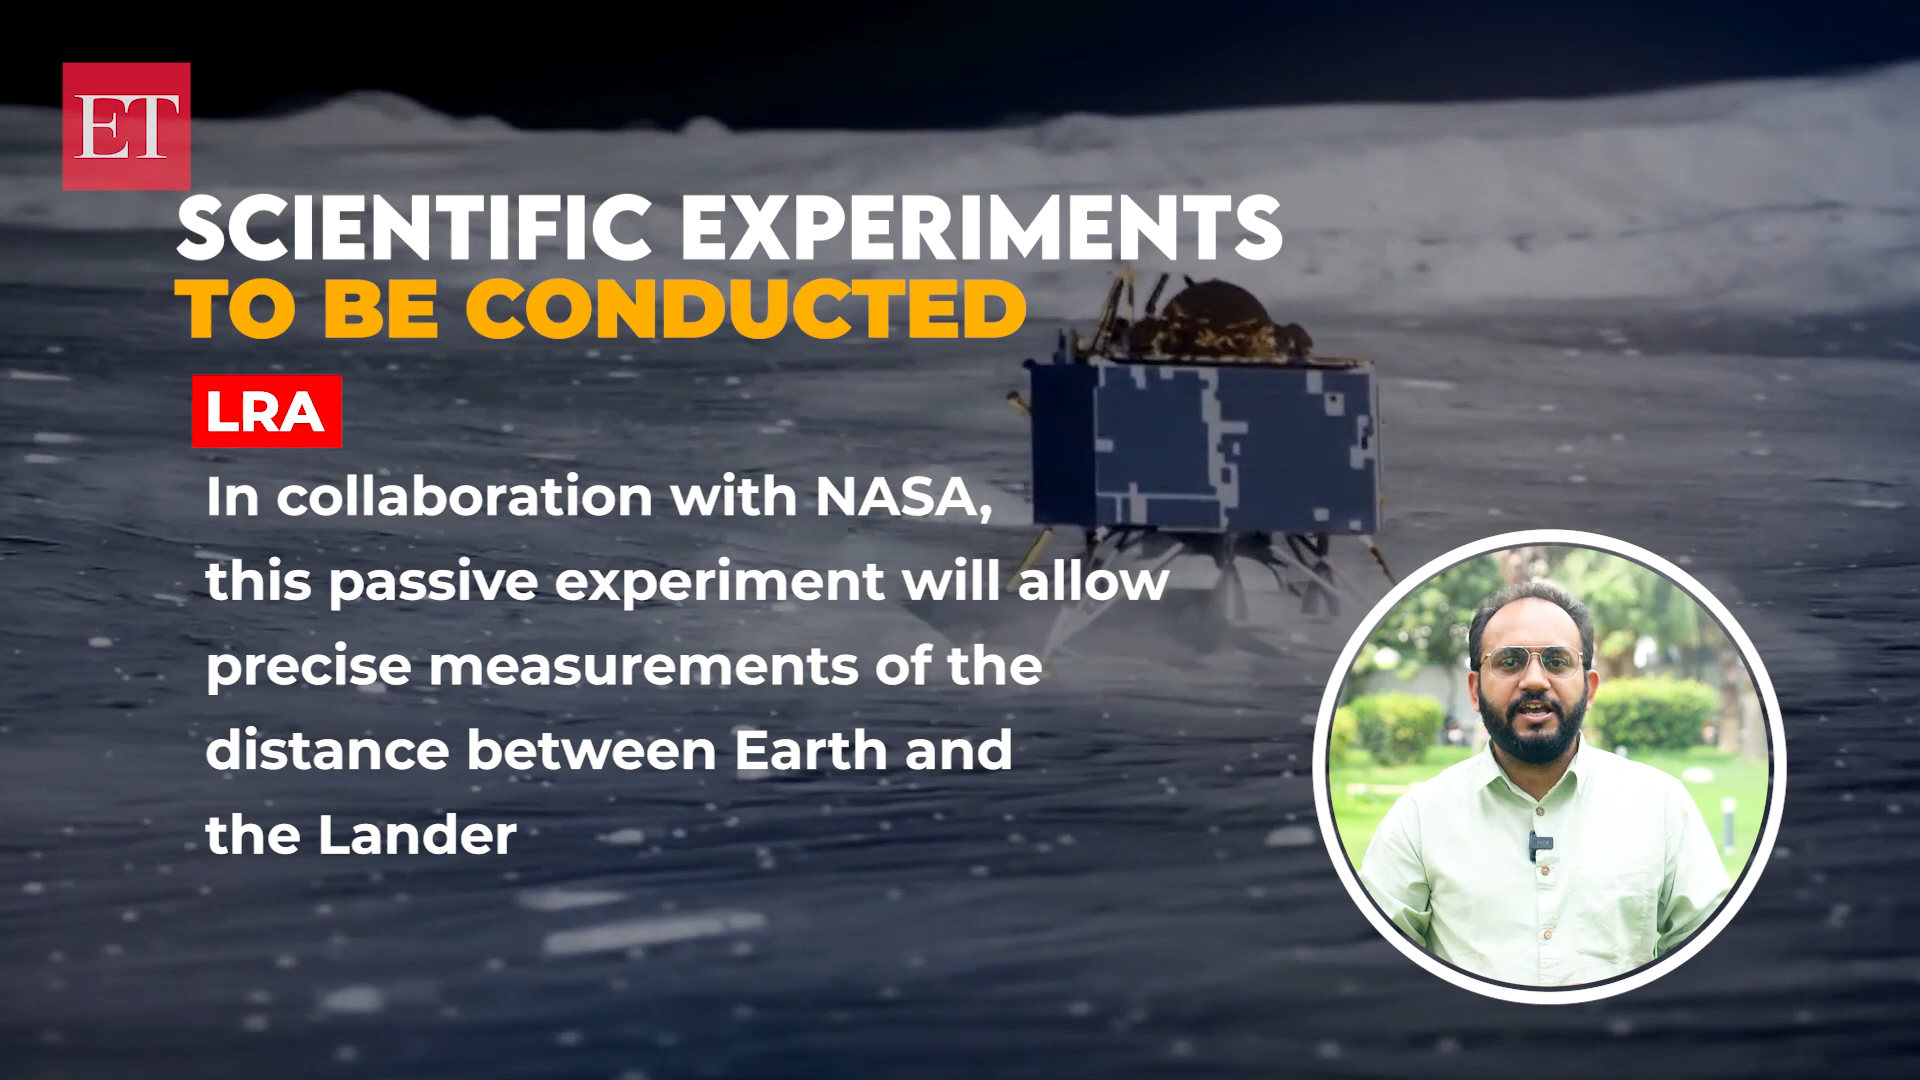 ET
SCIENTIFIC EXPERIMENTS
TO BE CONDUCTED
LRA
In collaboration with NASA,
this passive experiment will allow
precise measurements of the
distance between Earth and
the Lander